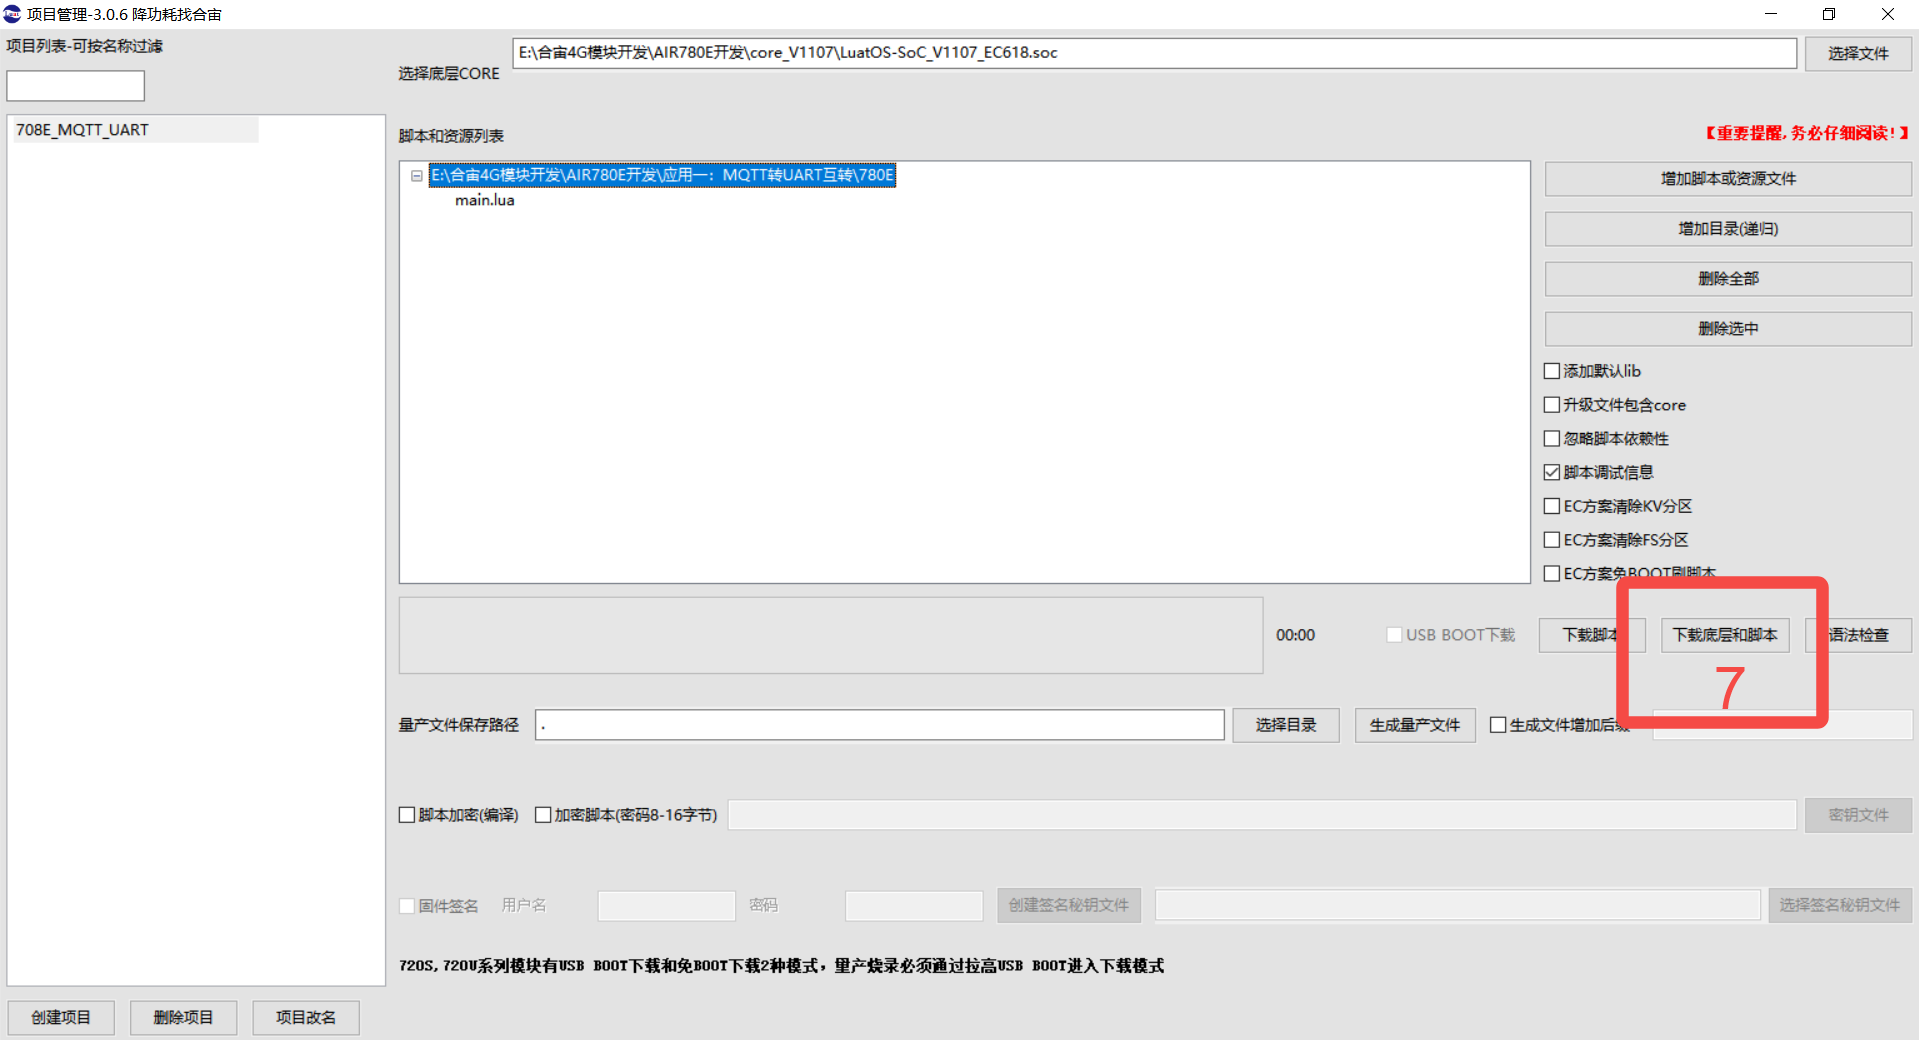 项目管理-3.0.6 降功耗找合宙
项目列表-可按名称过滤
选择底层CORE
E:\合宙4G模块开发\AIR780E开发\core_V1107\LuatOS-SoC_V1107_EC618.soc
选择文件
708E_MQTT_UART
脚本和资源列表
【重要提醒,务必仔细阅读!】
E:\合宙4G模块开发\AIR780E开发\应用一：MQTT转UART互转\780E
main.lua
增加脚本或资源文件
增加目录(递归)
删除全部
删除选中
添加默认lib
升级文件包含core
忽略脚本依赖性
脚本调试信息
EC方案清除KV分区
EC方案清除FS分区
EC方案免BOOT刷脚本
00:00
USB BOOT下载
下载脚本
下载底层和脚本
语法检查
7
量产文件保存路径
.
选择目录
生成量产文件
生成文件增加后缀
脚本加密(编译)
加密脚本(密码8-16字节)
密钥文件
固件签名
用户名
密码
创建签名秘钥文件
选择签名秘钥文件
720S,720U系列模块有USB BOOT下载和免BOOT下载2种模式，量产烧录必须通过拉高USB BOOT进入下载模式
创建项目
删除项目
项目改名